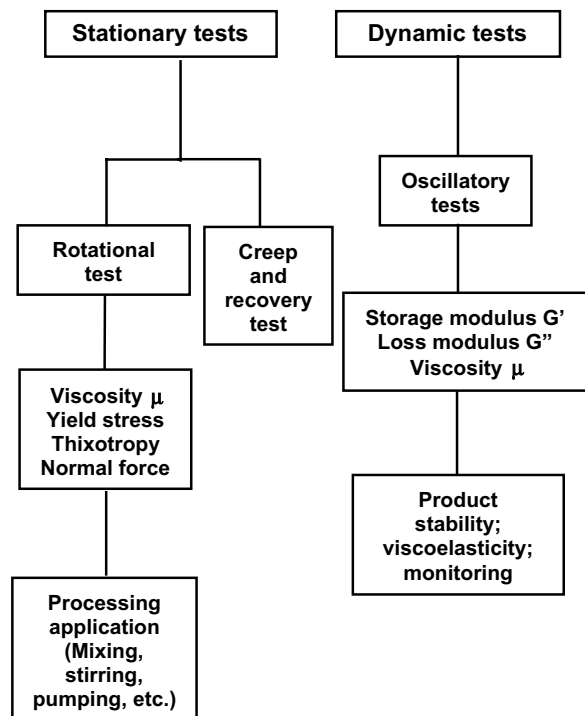 Stationary tests
Dynamic tests
Oscillatory
tests
Rotational
test
Creep
and
recovery
test
Storage modulus G’
Loss modulus G”
Viscosity μ
Viscosity μ
Yield stress
Thixotropy
Normal force
Product
stability;
viscoelasticity;
monitoring
Processing
application
(Mixing,
stirring,
pumping, etc.)